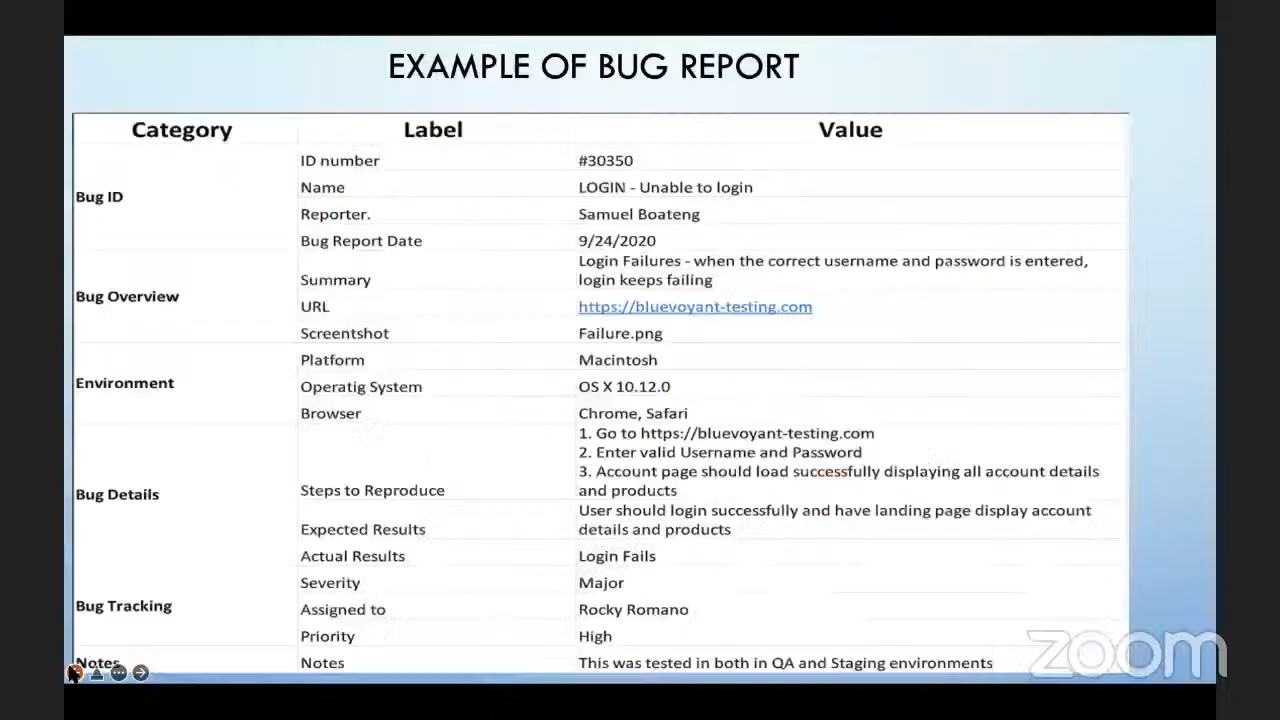 EXAMPLE OF BUG REPORT
Category Label Value
Bug ID
ID number #30350
Name LOGIN - Unable to login
Reporter. Samuel Boateng
Bug Report Date 9/24/2020
Bug Overview
Summary Login Failures - when the correct username and password is entered,
login keeps failing
URL https://bluevoyant-testing.com
Screentshot Failure.png
Environment
Platform Macintosh
Operatig System OS X 10.12.0
Browser Chrome, Safari
Bug Details
Steps to Reproduce 1. Go to https://bluevoyant-testing.com
2. Enter valid Username and Password
3. Account page should load successfully displaying all account details
and products
Expected Results User should login successfully and have landing page display account
details and products
Actual Results Login Fails
Bug Tracking
Severity Major
Assigned to Rocky Romano
Priority High
Notes Notes This was tested in both in QA and Staging environments
zoom